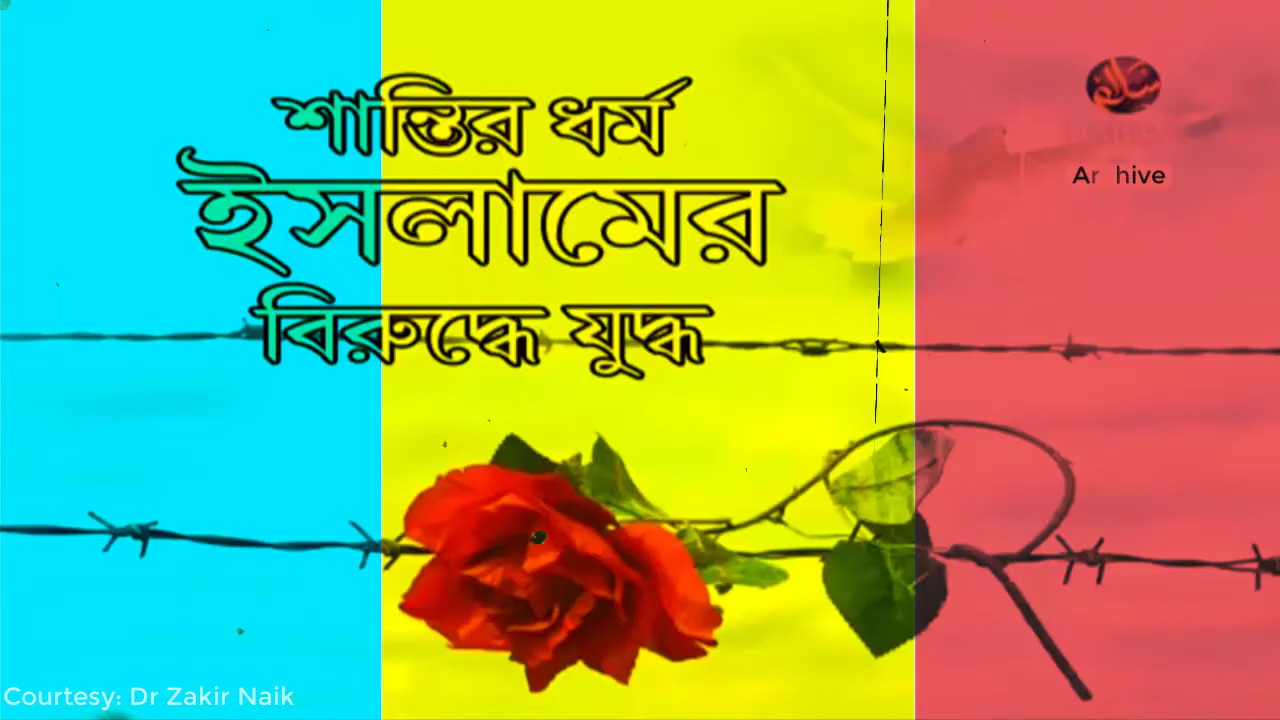 শান্তির ধর্ম
ইসলামের
বিরুদ্ধে যুদ্ধ
Ar hive
Courtesy: Dr Zakir Naik